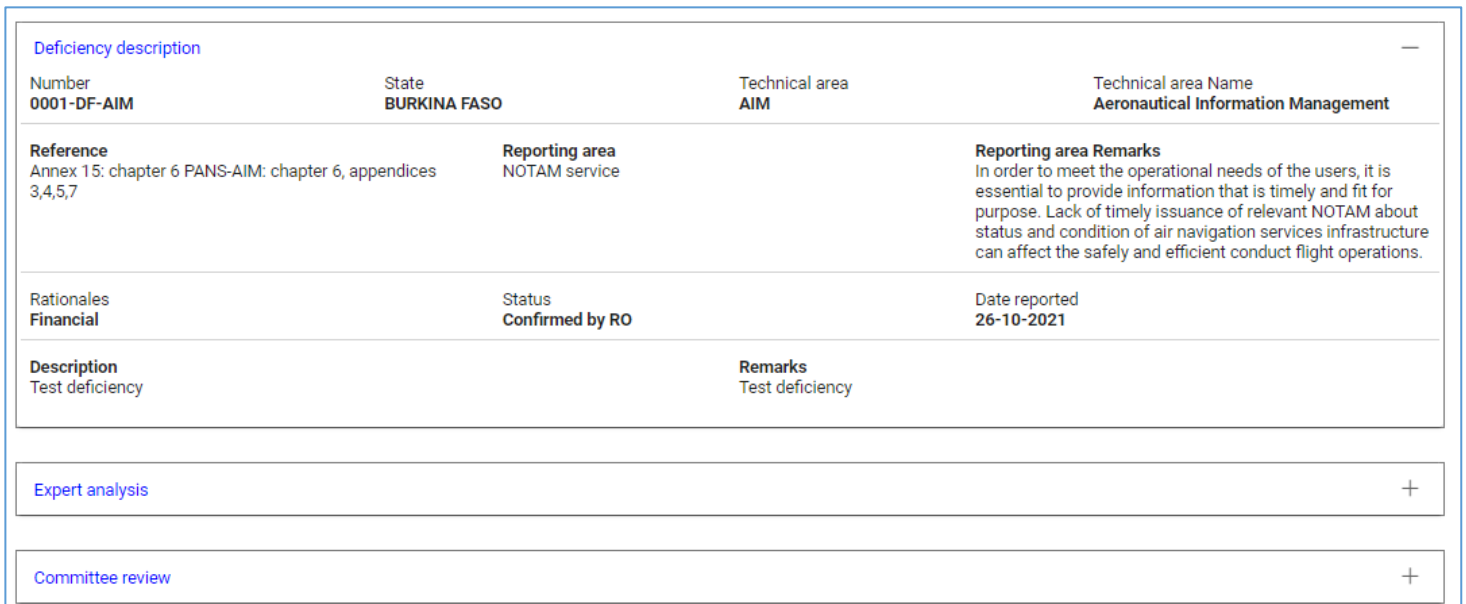 Deficiency description
Number
0001-DF-AIM
State
BURKINA FASO
Technical area
AIM
Technical area Name
Aeronautical Information Management
Reference
Annex 15: chapter 6 PANS-AIM: chapter 6, appendices
3,4,5,7
Reporting area
NOTAM service
Reporting area Remarks
In order to meet the operational needs of the users, it is
essential to provide information that is timely and fit for
purpose. Lack of timely issuance of relevant NOTAM about
status and condition of air navigation services infrastructure
can affect the safely and efficient conduct flight operations.
Rationales
Financial
Status
Confirmed by RO
Date reported
26-10-2021
Description
Test deficiency
Remarks
Test deficiency
Expert analysis
Committee review